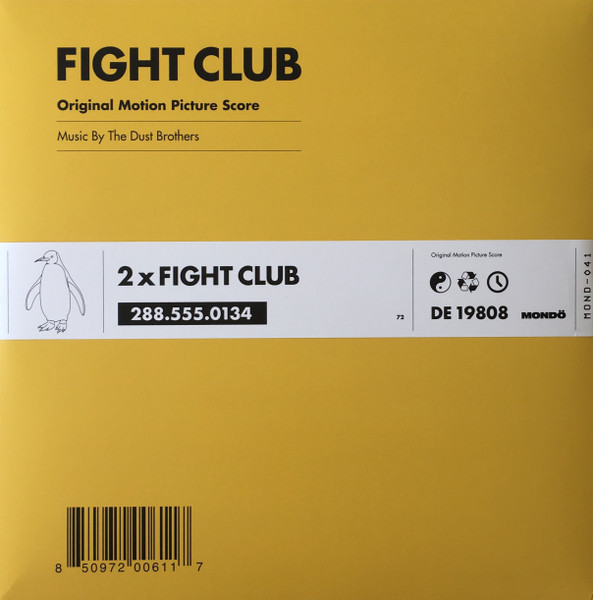 FIGHT CLUB
Original Motion Picture Score
Music By The Dust Brothers
2 x FIGHT CLUB
288.555.0134
72
Original Motion Picture Score
DE 19808
MONDŌ
MOND-041
8 50972 00611 7